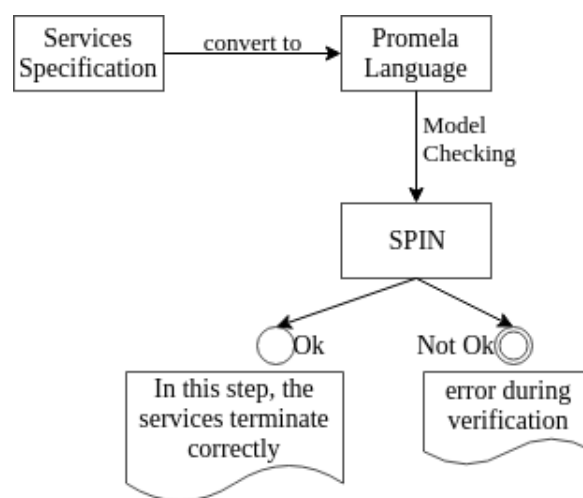 Services
Specification
convert to
Promela
Language
Model
Checking
SPIN
Ok
Not Ok
In this step, the
services terminate
correctly
error during
verification